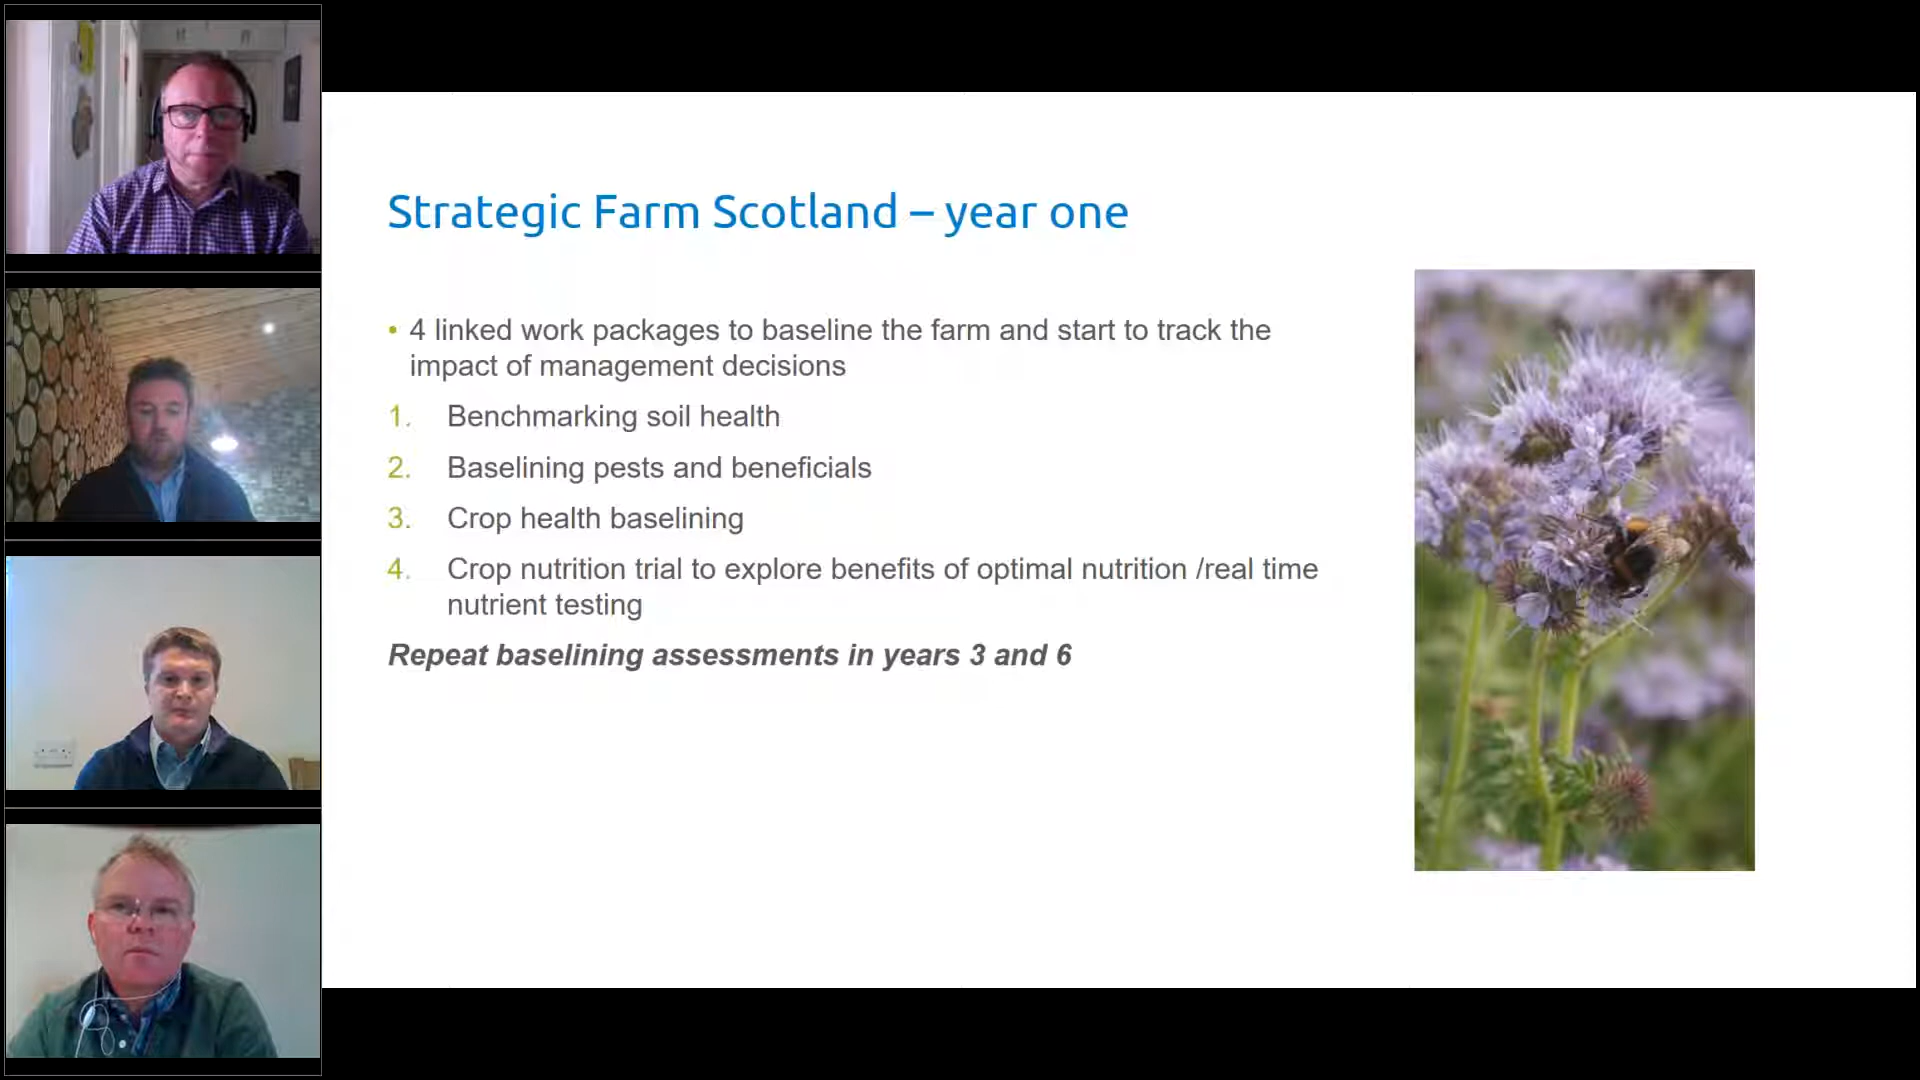 Strategic Farm Scotland – year one
• 4 linked work packages to baseline the farm and start to track the
impact of management decisions
1. Benchmarking soil health
2. Baselining pests and beneficials
3. Crop health baselining
4. Crop nutrition trial to explore benefits of optimal nutrition /real time
nutrient testing
Repeat baselining assessments in years 3 and 6